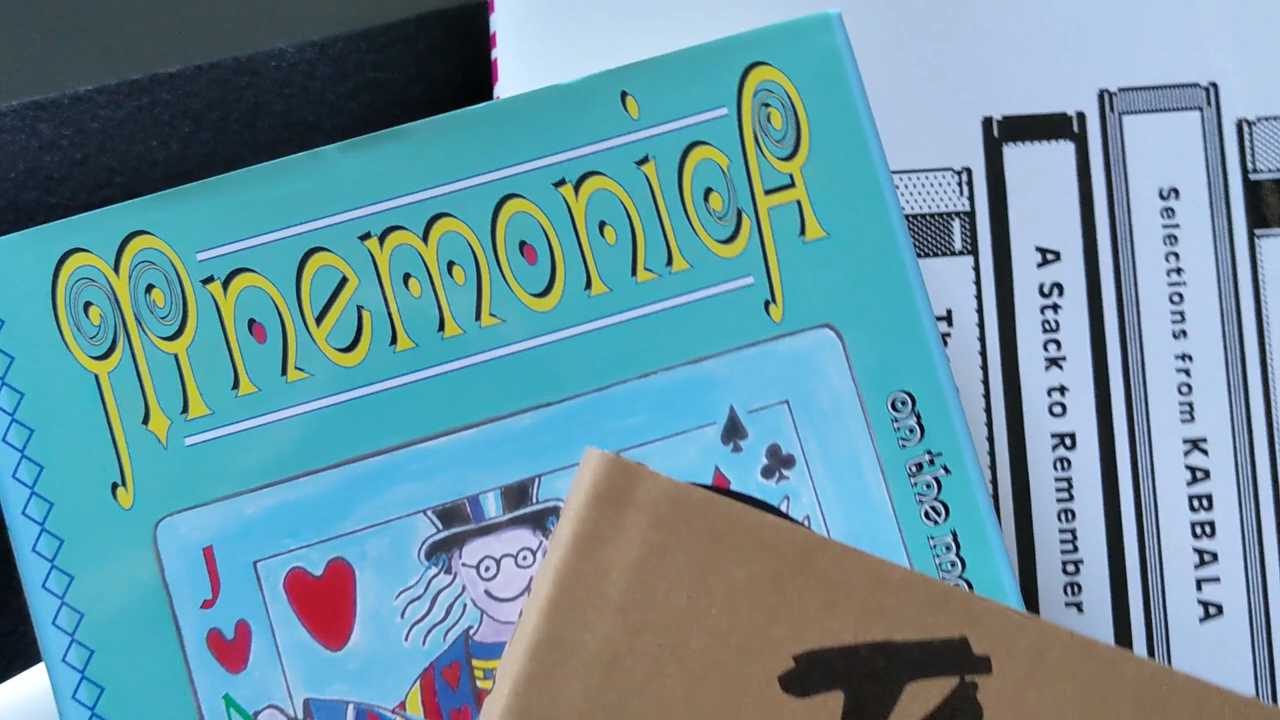 MnemonicA
J
on the
A Stack to Remember
Selections from KABBALA